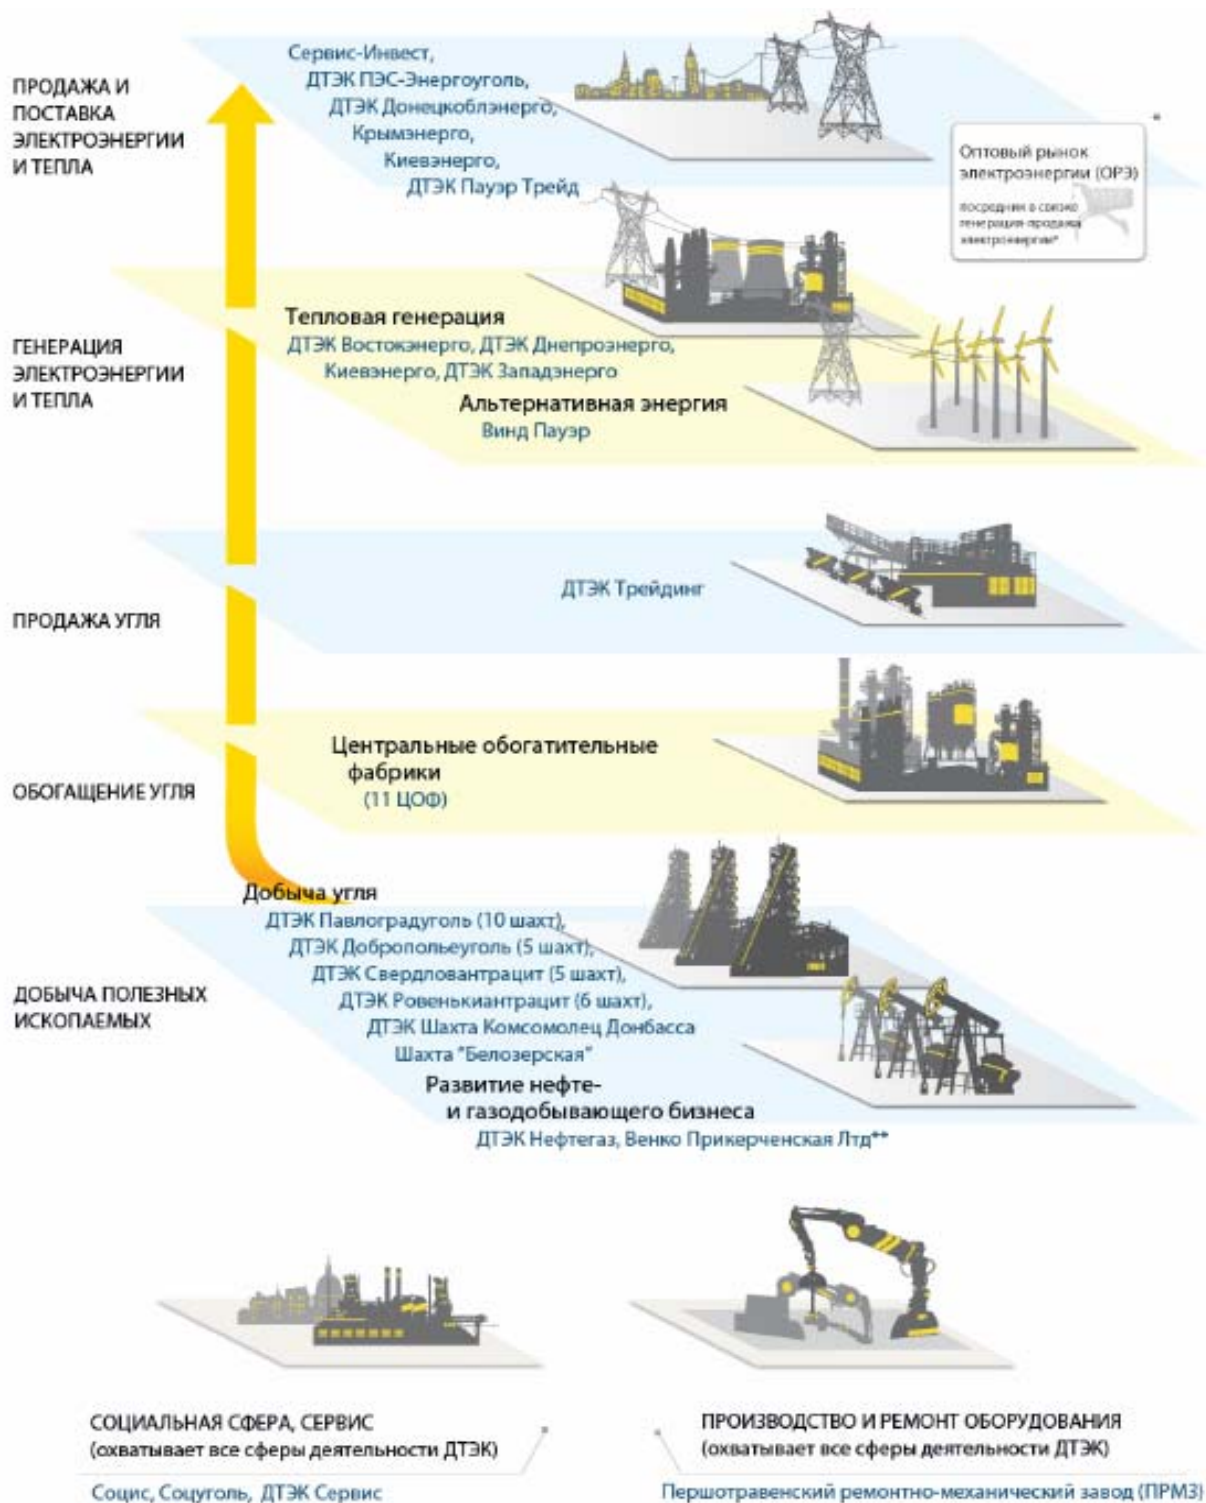 ПРОДАЖА И
ПОСТАВКА
ЭЛЕКТРОЭНЕРГИИ
И ТЕПЛА
Сервис-Инвест,
ДТЭК ПЭС-Энергоуголь,
ДТЭК Донецкоблэнерго,
Крымэнерго,
Киевэнерго,
ДТЭК Пауэр Трейд
*
Оптовый рынок
электроэнергии (ОРЭ)
посредник в связке
генерация-продажа
электроэнергии*
ГЕНЕРАЦИЯ
ЭЛЕКТРОЭНЕРГИИ
И ТЕПЛА
Тепловая генерация
ДТЭК Востокэнерго, ДТЭК Днепроэнерго,
Киевэнерго, ДТЭК Западэнерго
Альтернативная энергия
Винд Пауэр
ПРОДАЖА УГЛЯ
ДТЭК Трейдинг
ОБОГАЩЕНИЕ УГЛЯ
Центральные обогатительные
фабрики
(11 ЦОФ)
ДОБЫЧА ПОЛЕЗНЫХ
ИСКОПАЕМЫХ
Добыча угля
ДТЭК Павлоградуголь (10 шахт),
ДТЭК Добропольеуголь (5 шахт),
ДТЭК Свердловантрацит (5 шахт),
ДТЭК Ровенькиантрацит (6 шахт),
ДТЭК Шахта Комсомолец Донбасса
Шахта "Белозерская"
Развитие нефте-
и газодобывающего бизнеса
ДТЭК Нефтегаз, Венко Прикерченская Лтд**
СОЦИАЛЬНАЯ СФЕРА, СЕРВИС
(охватывает все сферы деятельности ДТЭК)
Социс, Соцуголь, ДТЭК Сервис
ПРОИЗВОДСТВО И РЕМОНТ ОБОРУДОВАНИЯ
(охватывает все сферы деятельности ДТЭК)
Першотравенский ремонтно-механический завод (ПРМЗ)